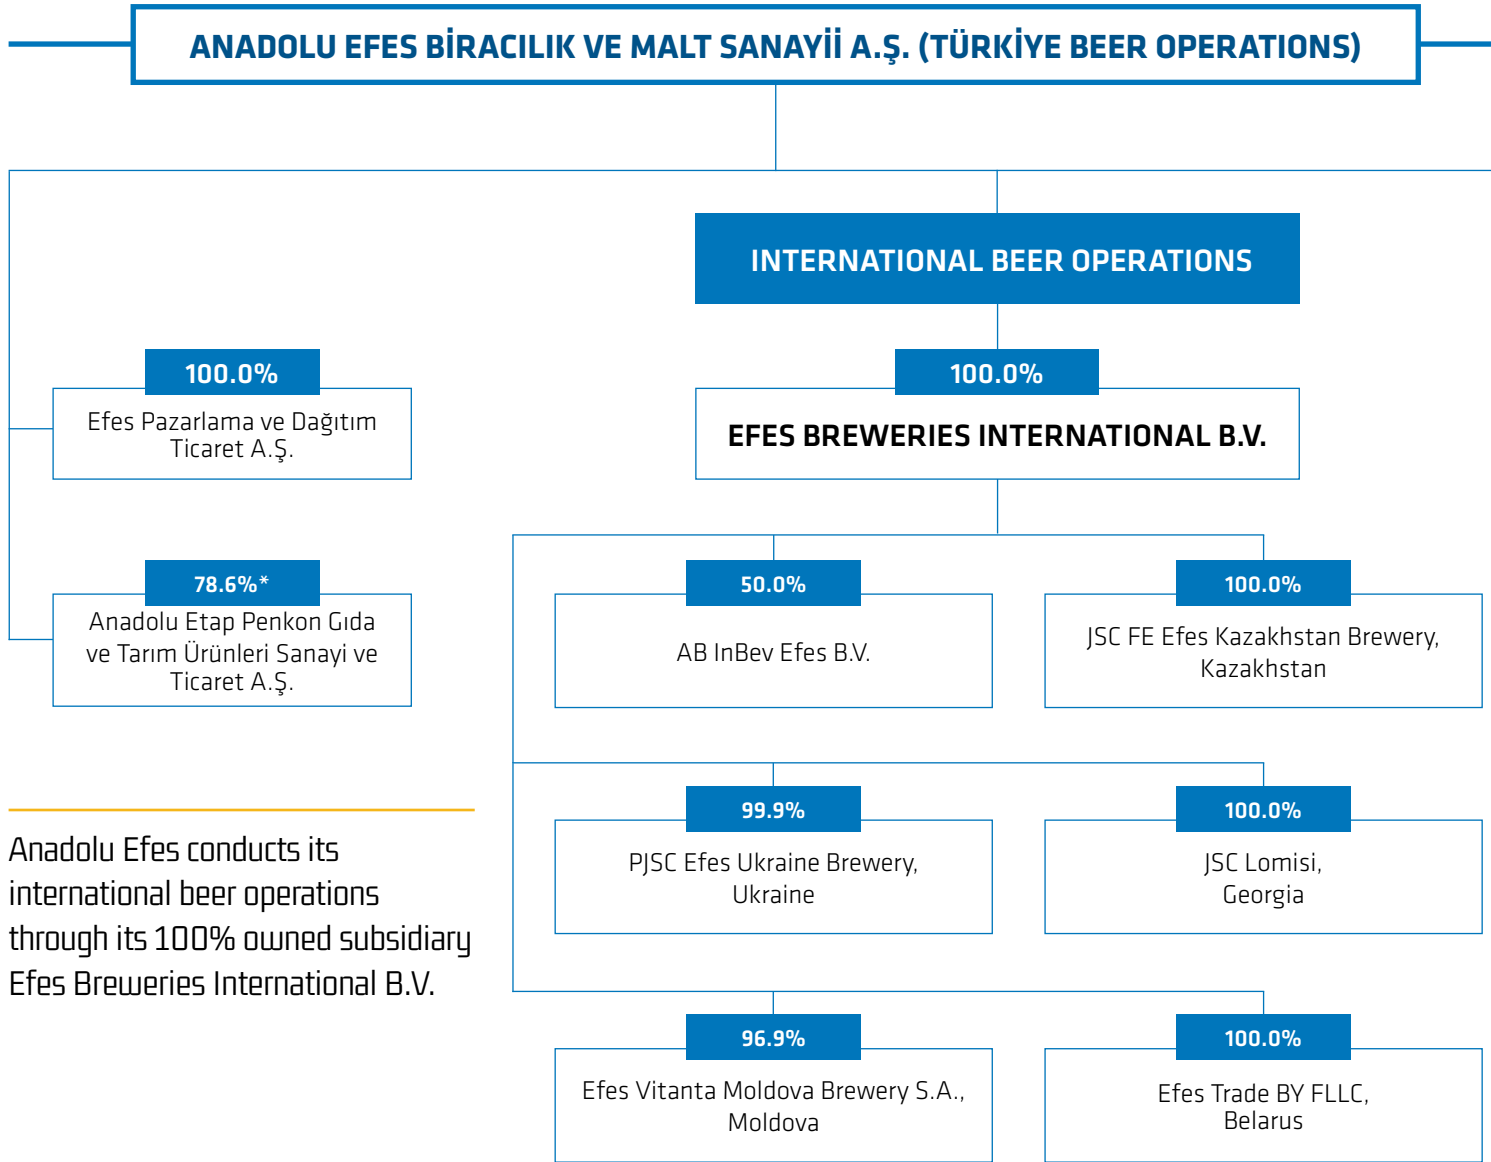 ANADOLU EFES BİRACILIK VE MALT SANAYİİ A.Ş. (TÜRKİYE BEER OPERATIONS)
INTERNATIONAL BEER OPERATIONS
100.0%
Efes Pazarlama ve Dağıtım
Ticaret A.Ş.
100.0%
EFES BREWERIES INTERNATIONAL B.V.
78.6%*
Anadolu Etap Penkon Gıda
ve Tarım Ürünleri Sanayi ve
Ticaret A.Ş.
50.0%
AB InBev Efes B.V.
100.0%
JSC FE Efes Kazakhstan Brewery,
Kazakhstan
Anadolu Efes conducts its
international beer operations
through its 100% owned subsidiary
Efes Breweries International B.V.
99.9%
PJSC Efes Ukraine Brewery,
Ukraine
100.0%
JSC Lomisi,
Georgia
96.9%
Efes Vitanta Moldova Brewery S.A.,
Moldova
100.0%
Efes Trade BY FLLC,
Belarus